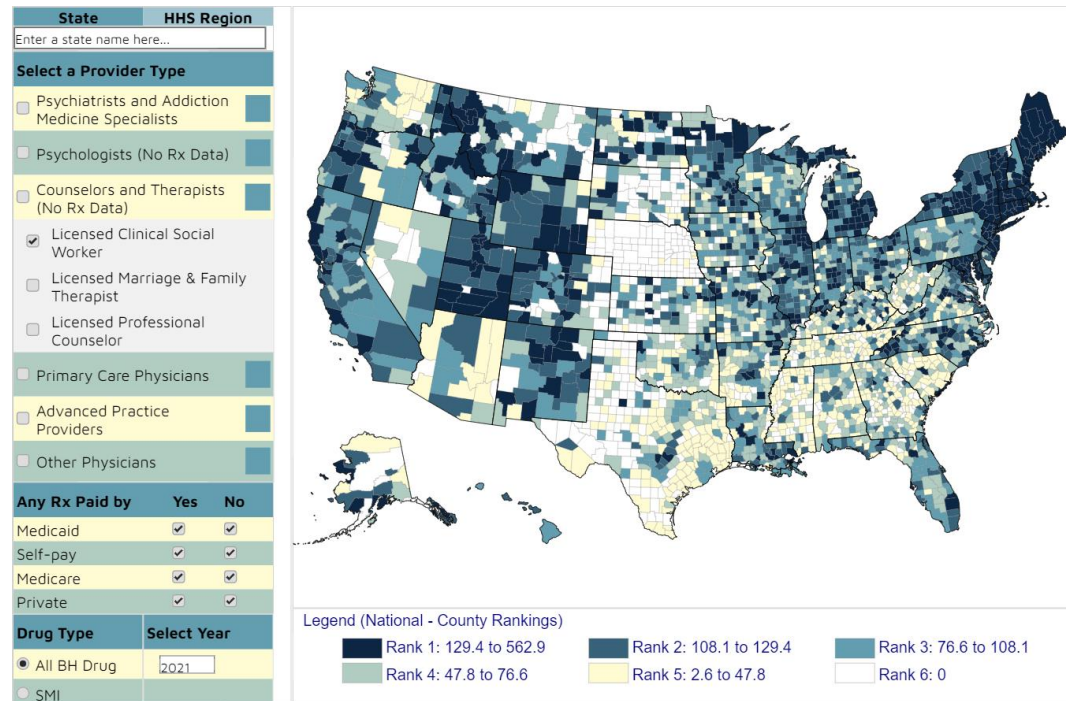 State HHS Region
Enter a state name here...
Select a Provider Type
Psychiatrists and Addiction
Medicine Specialists
Psychologists (No Rx Data)
Counselors and Therapists
(No Rx Data)
Licensed Clinical Social
Worker
Licensed Marriage & Family
Therapist
Licensed Professional
Counselor
Primary Care Physicians
Advanced Practice
Providers
Other Physicians
Any Rx Paid by Yes No
Medicaid
Self-pay
Medicare
Private
Drug Type Select Year
All BH Drug 2021
SMI
Legend (National - County Rankings)
Rank 1: 129.4 to 562.9 Rank 2: 108.1 to 129.4 Rank 3: 76.6 to 108.1
Rank 4: 47.8 to 76.6 Rank 5: 2.6 to 47.8 Rank 6: 0